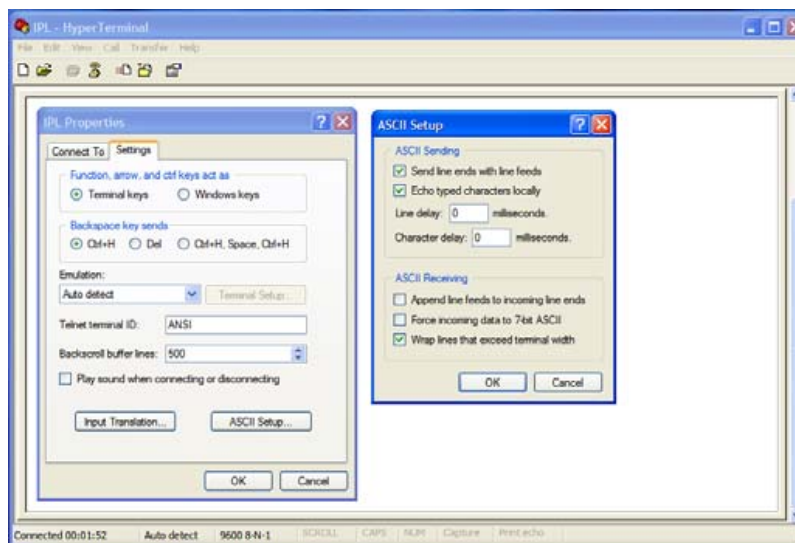 IPL - HyperTerminal
File Edit View Call Transfer Help
IPL Properties
Connect To Settings
Function, arrow, and ctrl keys act as
Terminal keys Windows keys
Backspace key sends
Ctrl+H Del Ctrl+H, Space, Ctrl+H
Emulation:
Auto detect Terminal Setup...
Telnet terminal ID: ANSI
Backscroll buffer lines: 500
Play sound when connecting or disconnecting
Input Translation... ASCII Setup...
OK Cancel
ASCII Setup
ASCII Sending
Send line ends with line feeds
Echo typed characters locally
Line delay: 0 milliseconds.
Character delay: 0 milliseconds.
ASCII Receiving
Append line feeds to incoming line ends
Force incoming data to 7-bit ASCII
Wrap lines that exceed terminal width
OK Cancel
Connected 00:01:52 Auto detect 9600 8-N-1 SCROLL CAPS NUM Capture Print echo